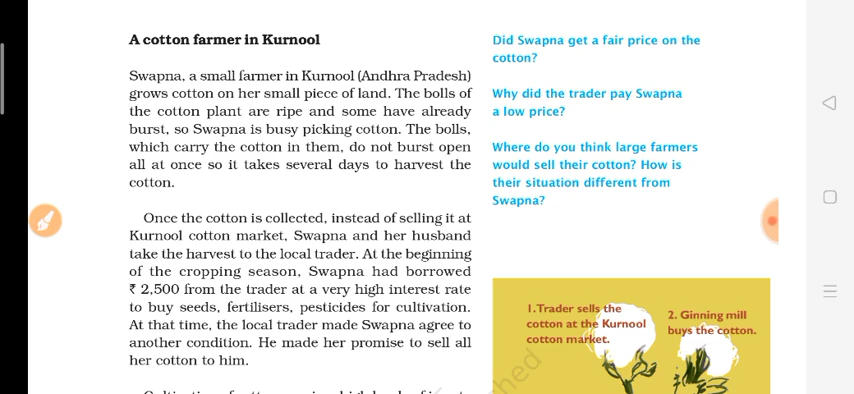 A cotton farmer in Kurnool
Swapna, a small farmer in Kurnool (Andhra Pradesh)
grows cotton on her small piece of land. The bolls of
the cotton plant are ripe and some have already
burst, so Swapna is busy picking cotton. The bolls,
which carry the cotton in them, do not burst open
all at once so it takes several days to harvest the
cotton.
Once the cotton is collected, instead of selling it at
Kurnool cotton market, Swapna and her husband
take the harvest to the local trader. At the beginning
of the cropping season, Swapna had borrowed
₹ 2,500 from the trader at a very high interest rate
to buy seeds, fertilisers, pesticides for cultivation.
At that time, the local trader made Swapna agree to
another condition. He made her promise to sell all
her cotton to him.
Did Swapna get a fair price on the
cotton?
Why did the trader pay Swapna
a low price?
Where do you think large farmers
would sell their cotton? How is
their situation different from
Swapna?
1. Trader sells the
cotton at the Kurnool
cotton market.
2. Ginning mill
buys the cotton.